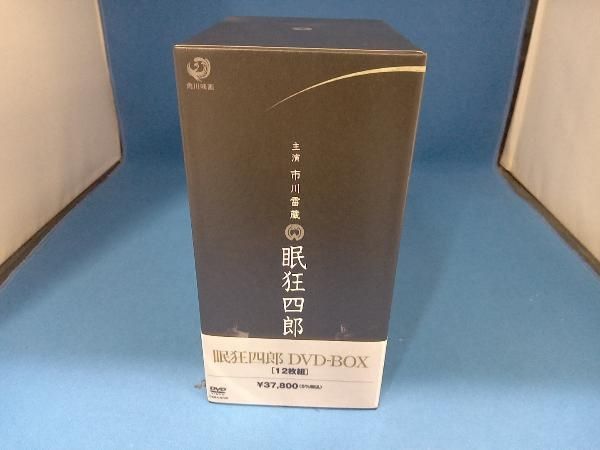 角川映画
主演 市川雷蔵
眠狂四郎
眠狂四郎 DVD-BOX
[12枚組]
¥37,800
DVD